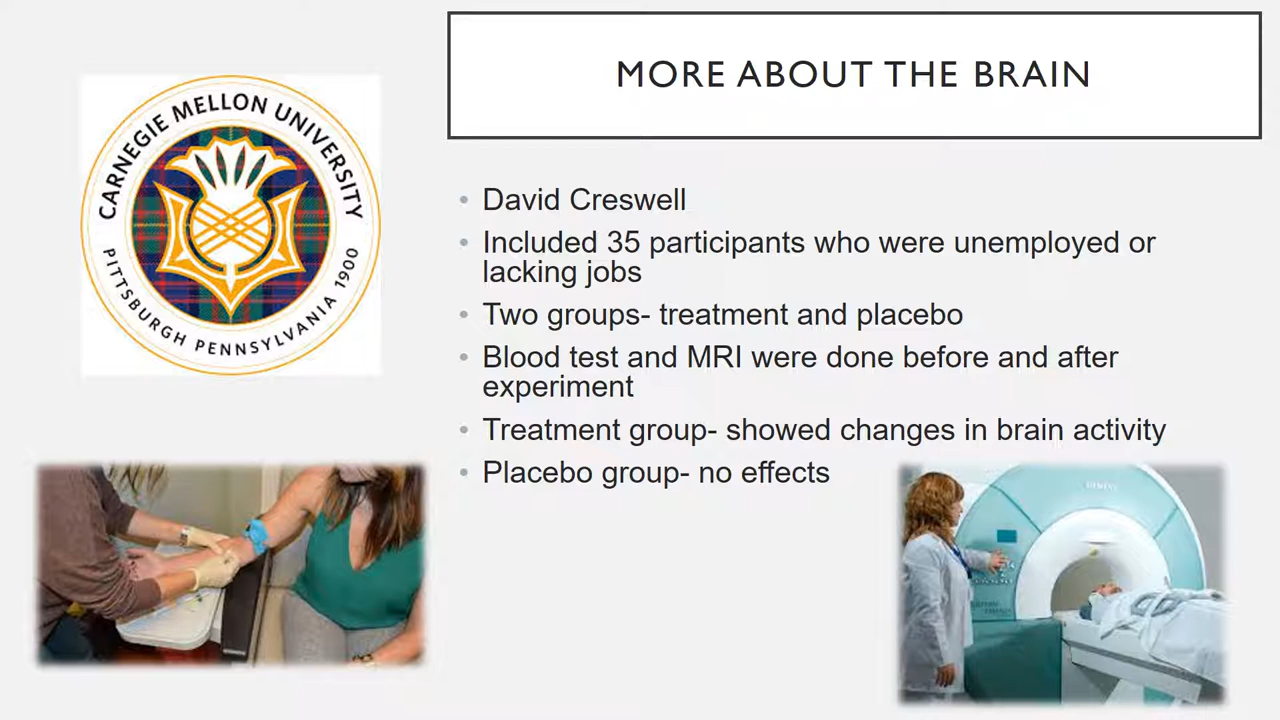 MORE ABOUT THE BRAIN
CARNEGIE MELLON UNIVERSITY
PITTSBURGH PENNSYLVANIA 1900
David Creswell
Included 35 participants who were unemployed or
lacking jobs
Two groups- treatment and placebo
Blood test and MRI were done before and after
experiment
Treatment group- showed changes in brain activity
Placebo group- no effects